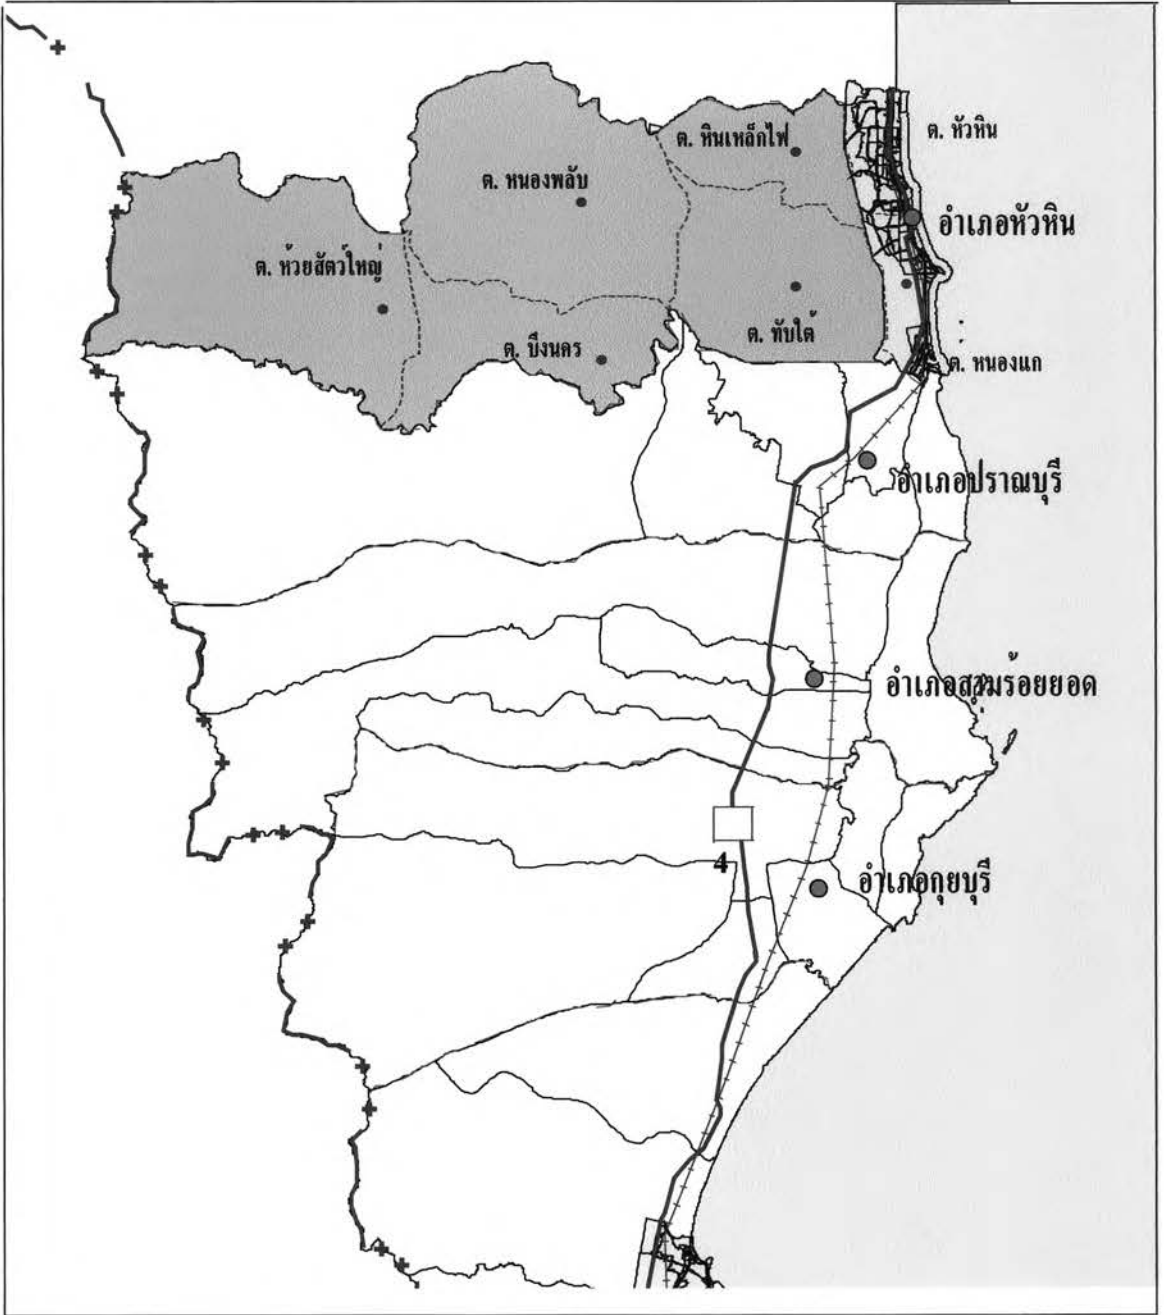 ต. หัวหิน
ต. หินเหล็กไฟ
ต. หนองพลับ
อำเภอหัวหิน
ต. ห้วยสัตว์ใหญ่
ต. ทับใต้
ต. บึงนคร
ต. หนองแก
อำเภอปราณบุรี
อำเภอสามร้อยยอด
4
อำเภอกุยบุรี